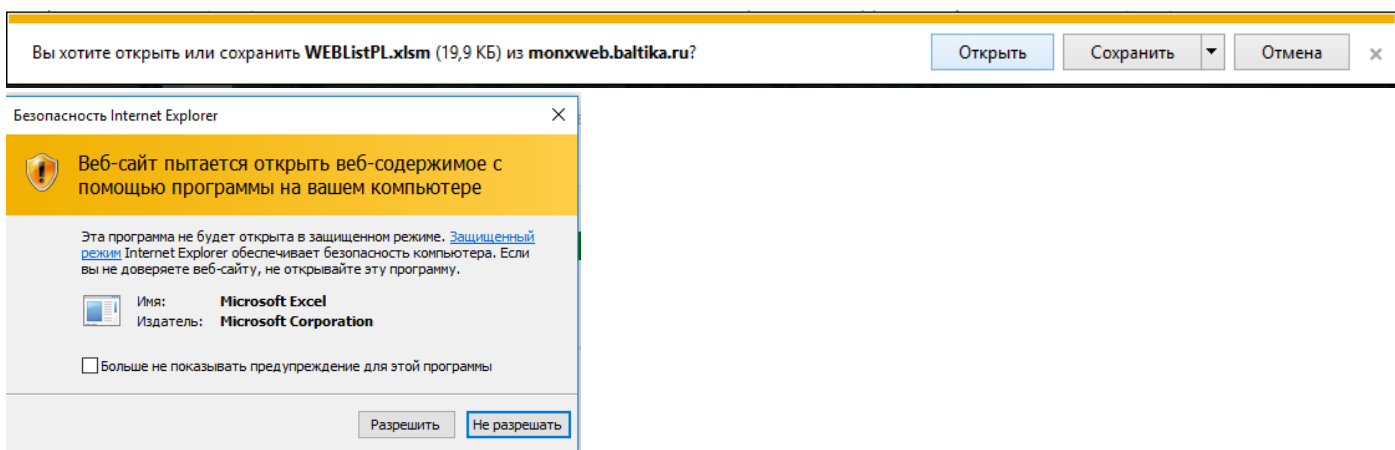 Вы хотите открыть или сохранить WEBListPL.xlsm (19,9 КБ) из monxweb.baltika.ru?
Открыть
Сохранить
Отмена
Безопасность Internet Explorer
Веб-сайт пытается открыть веб-содержимое с
помощью программы на вашем компьютере
Эта программа не будет открыта в защищенном режиме. Защищенный
режим Internet Explorer обеспечивает безопасность компьютера. Если
вы не доверяете веб-сайту, не открывайте эту программу.
Имя: Microsoft Excel
Издатель: Microsoft Corporation
Больше не показывать предупреждение для этой программы
Разрешить
Не разрешать